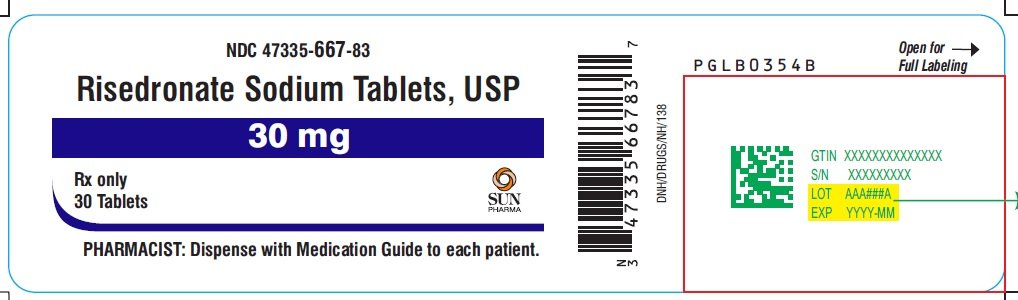 NDC 47335-667-83
Risedronate Sodium Tablets, USP
30 mg
Rx only
30 Tablets
SUN
PHARMA
PHARMACIST: Dispense with Medication Guide to each patient.
N
3
47335 66783
7
DNH/DRUGS/NH/138
PGLB0354B
Open for
Full Labeling
GTIN XXXXXXXXXXXXXX
S/N XXXXXXXXX
LOT AAA###A
EXP YYYY-MM